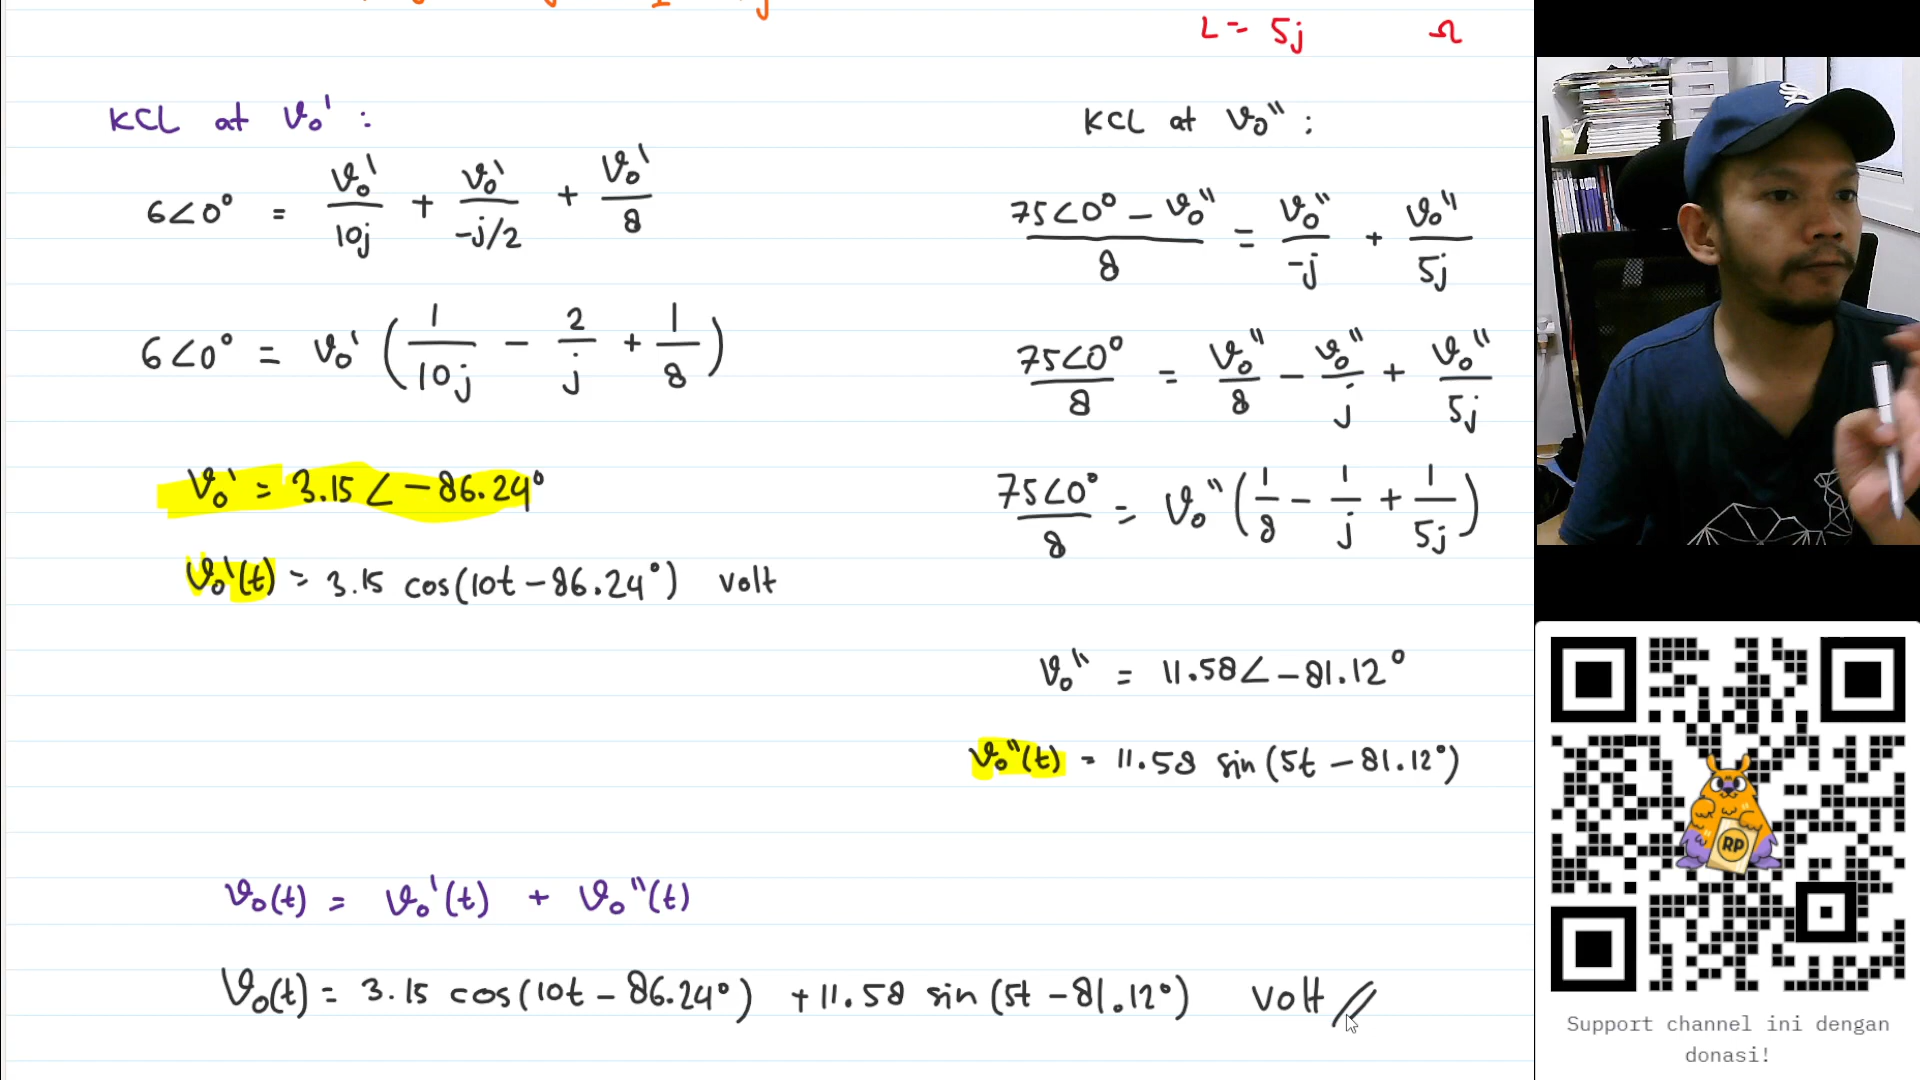 L = 5j Ω
KCL at v₀' :
6∠0° = v₀'/10j + v₀'/-j/2 + v₀'/8
6∠0° = v₀' (1/10j - 2/j + 1/8)
v₀' = 3.15 ∠ -86.24°
v₀'(t) = 3.15 cos(10t - 86.24°) volt
KCL at v₀'' :
75∠0° - v₀''/8 = v₀''/-j + v₀''/5j
75∠0°/8 = v₀''/8 - v₀''/j + v₀''/5j
75∠0°/8 = v₀'' (1/8 - 1/j + 1/5j)
v₀'' = 11.58∠-81.12°
v₀''(t) = 11.58 sin(5t - 81.12°)
v₀(t) = v₀'(t) + v₀''(t)
v₀(t) = 3.15 cos(10t - 86.24°) + 11.58 sin(5t - 81.12°) volt //
RP
Support channel ini dengan
donasi!